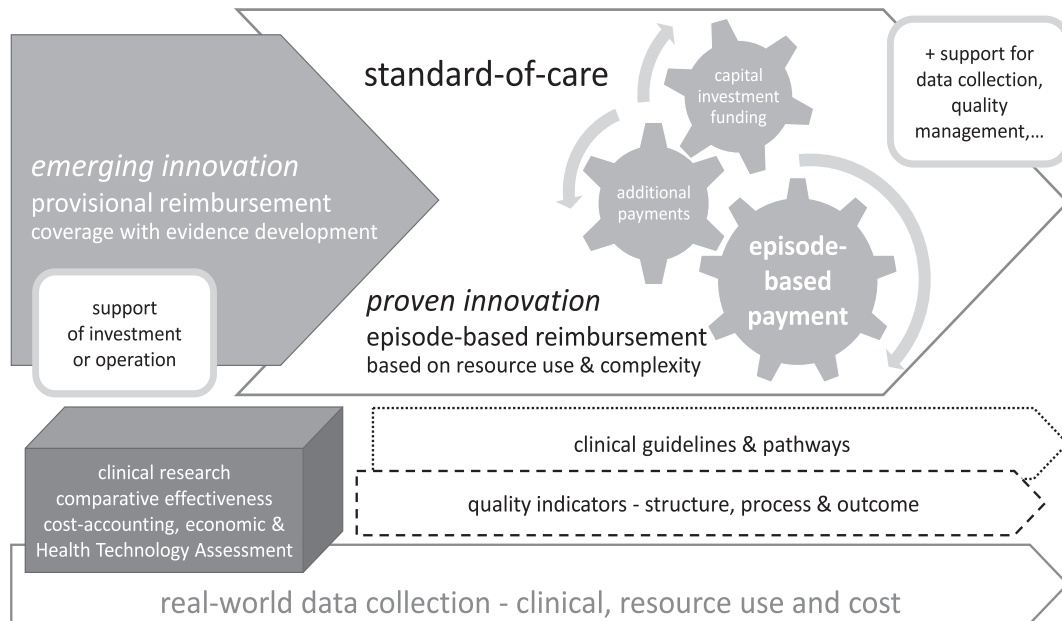 emerging innovation
provisional reimbursement
coverage with evidence development
support
of investment
or operation
standard-of-care
capital
investment
funding
additional
payments
episode-
based
payment
+ support for
data collection,
quality
management,...
proven innovation
episode-based reimbursement
based on resource use & complexity
clinical research
comparative effectiveness
cost-accounting, economic &
Health Technology Assessment
clinical guidelines & pathways
quality indicators - structure, process & outcome
real-world data collection - clinical, resource use and cost